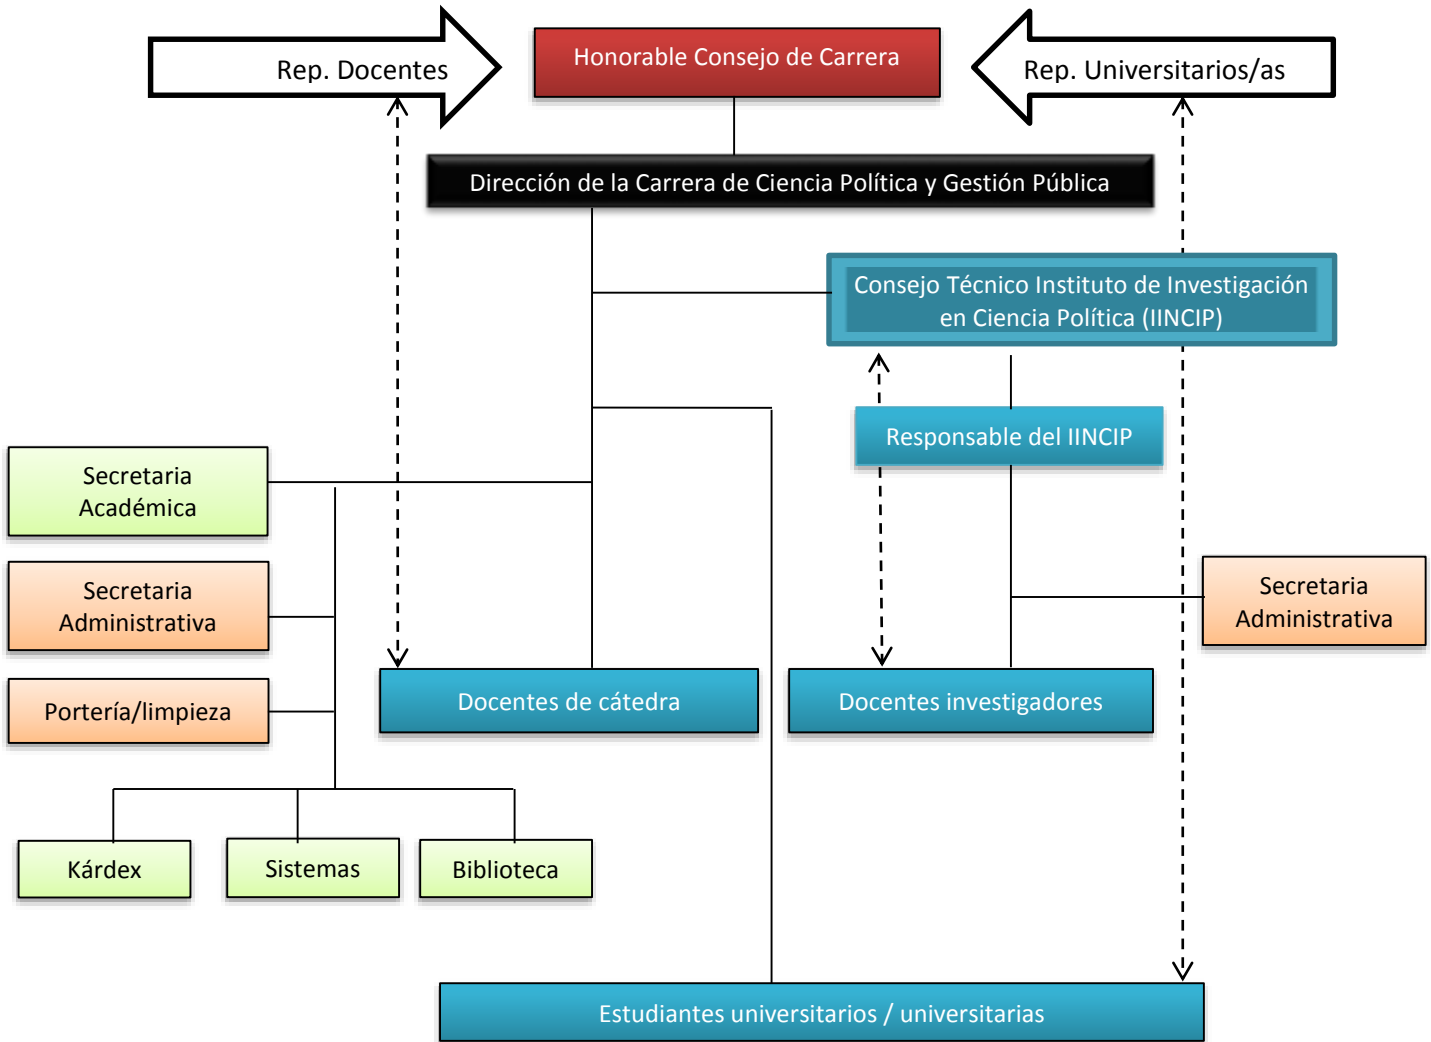 Rep. Docentes
Honorable Consejo de Carrera
Rep. Universitarios/as
Dirección de la Carrera de Ciencia Política y Gestión Pública
Consejo Técnico Instituto de Investigación
en Ciencia Política (IINCIP)
Responsable del IINCIP
Secretaria
Académica
Secretaria
Administrativa
Secretaria
Administrativa
Portería/limpieza
Docentes de cátedra
Docentes investigadores
Kárdex
Sistemas
Biblioteca
Estudiantes universitarios / universitarias